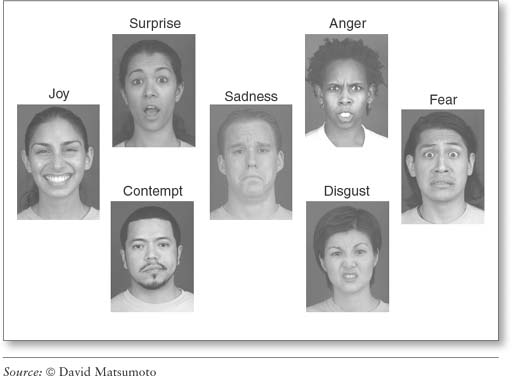 Surprise
Anger
Joy
Sadness
Fear
Contempt
Disgust
Source: © David Matsumoto